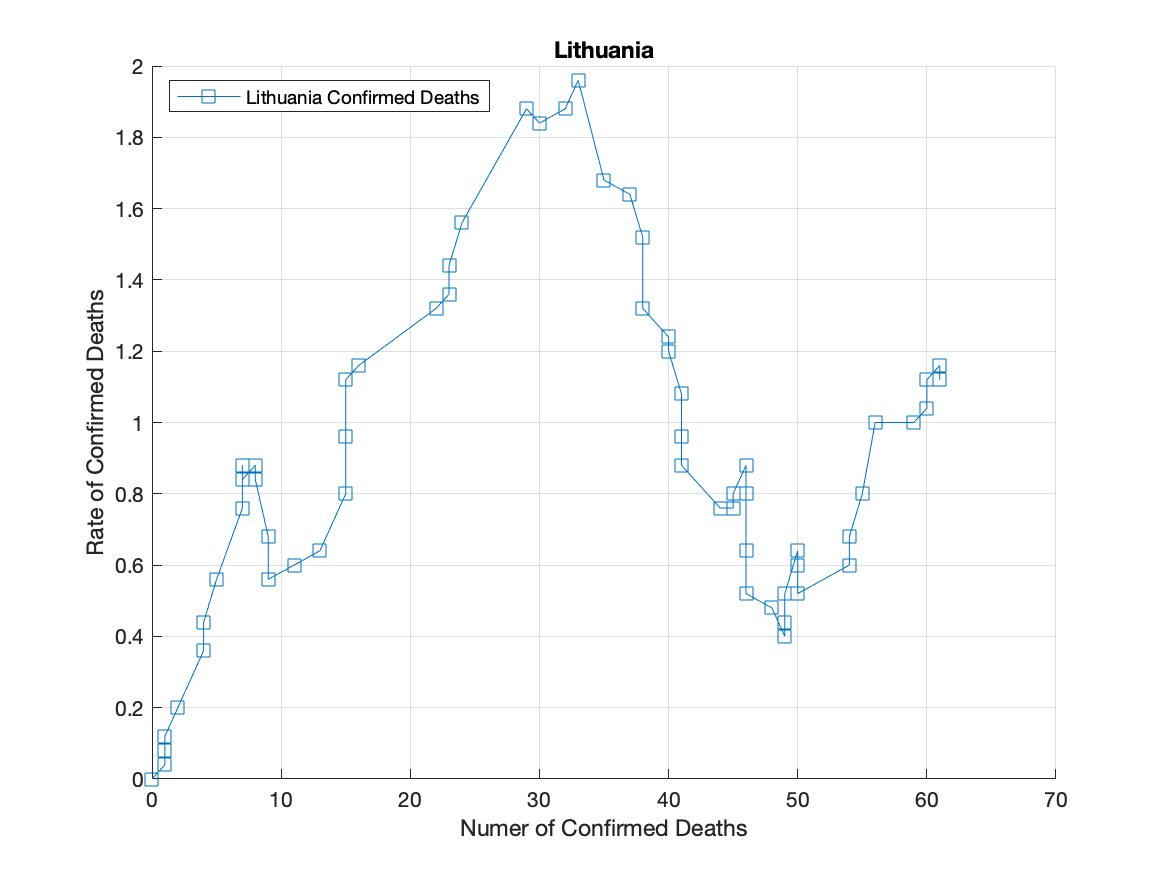 Lithuania
Lithuania Confirmed Deaths
2
1.8
1.6
1.4
1.2
1
0.8
0.6
0.4
0.2
0
Rate of Confirmed Deaths
0 10 20 30 40 50 60 70
Numer of Confirmed Deaths